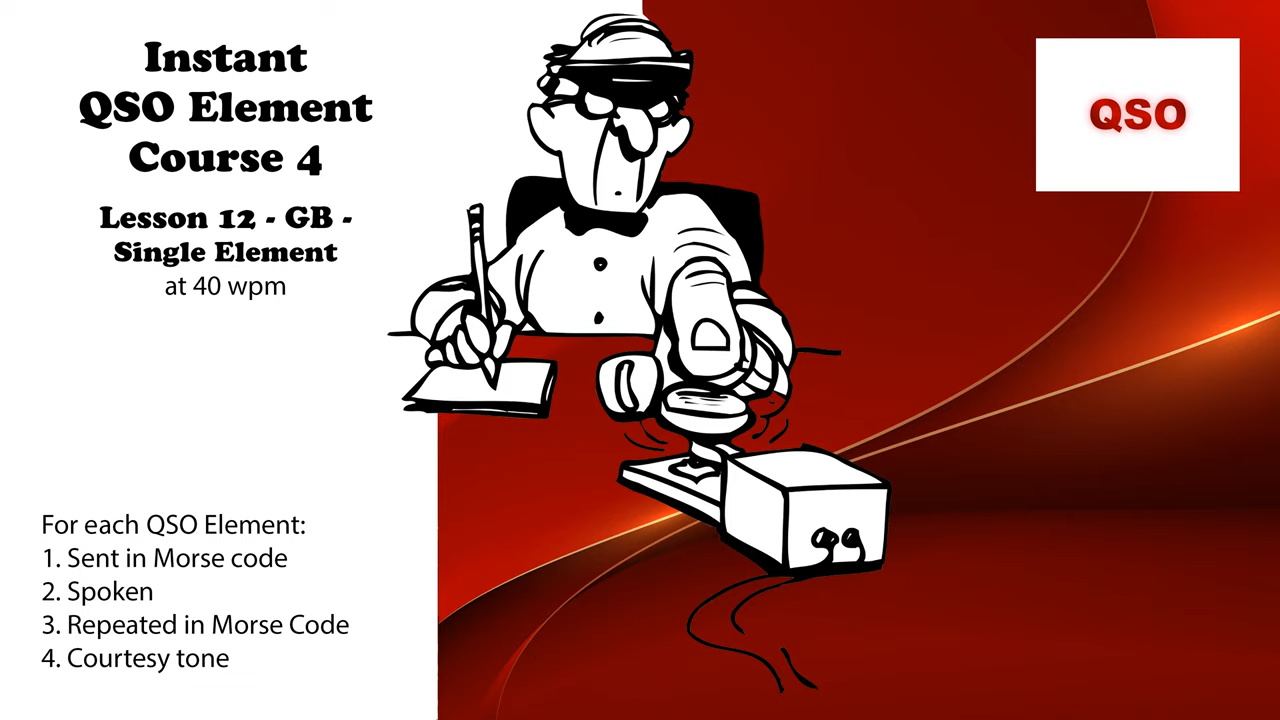 Instant
QSO Element
Course 4
Lesson 12 - GB -
Single Element
at 40 wpm
QSO
For each QSO Element:
1. Sent in Morse code
2. Spoken
3. Repeated in Morse Code
4. Courtesy tone